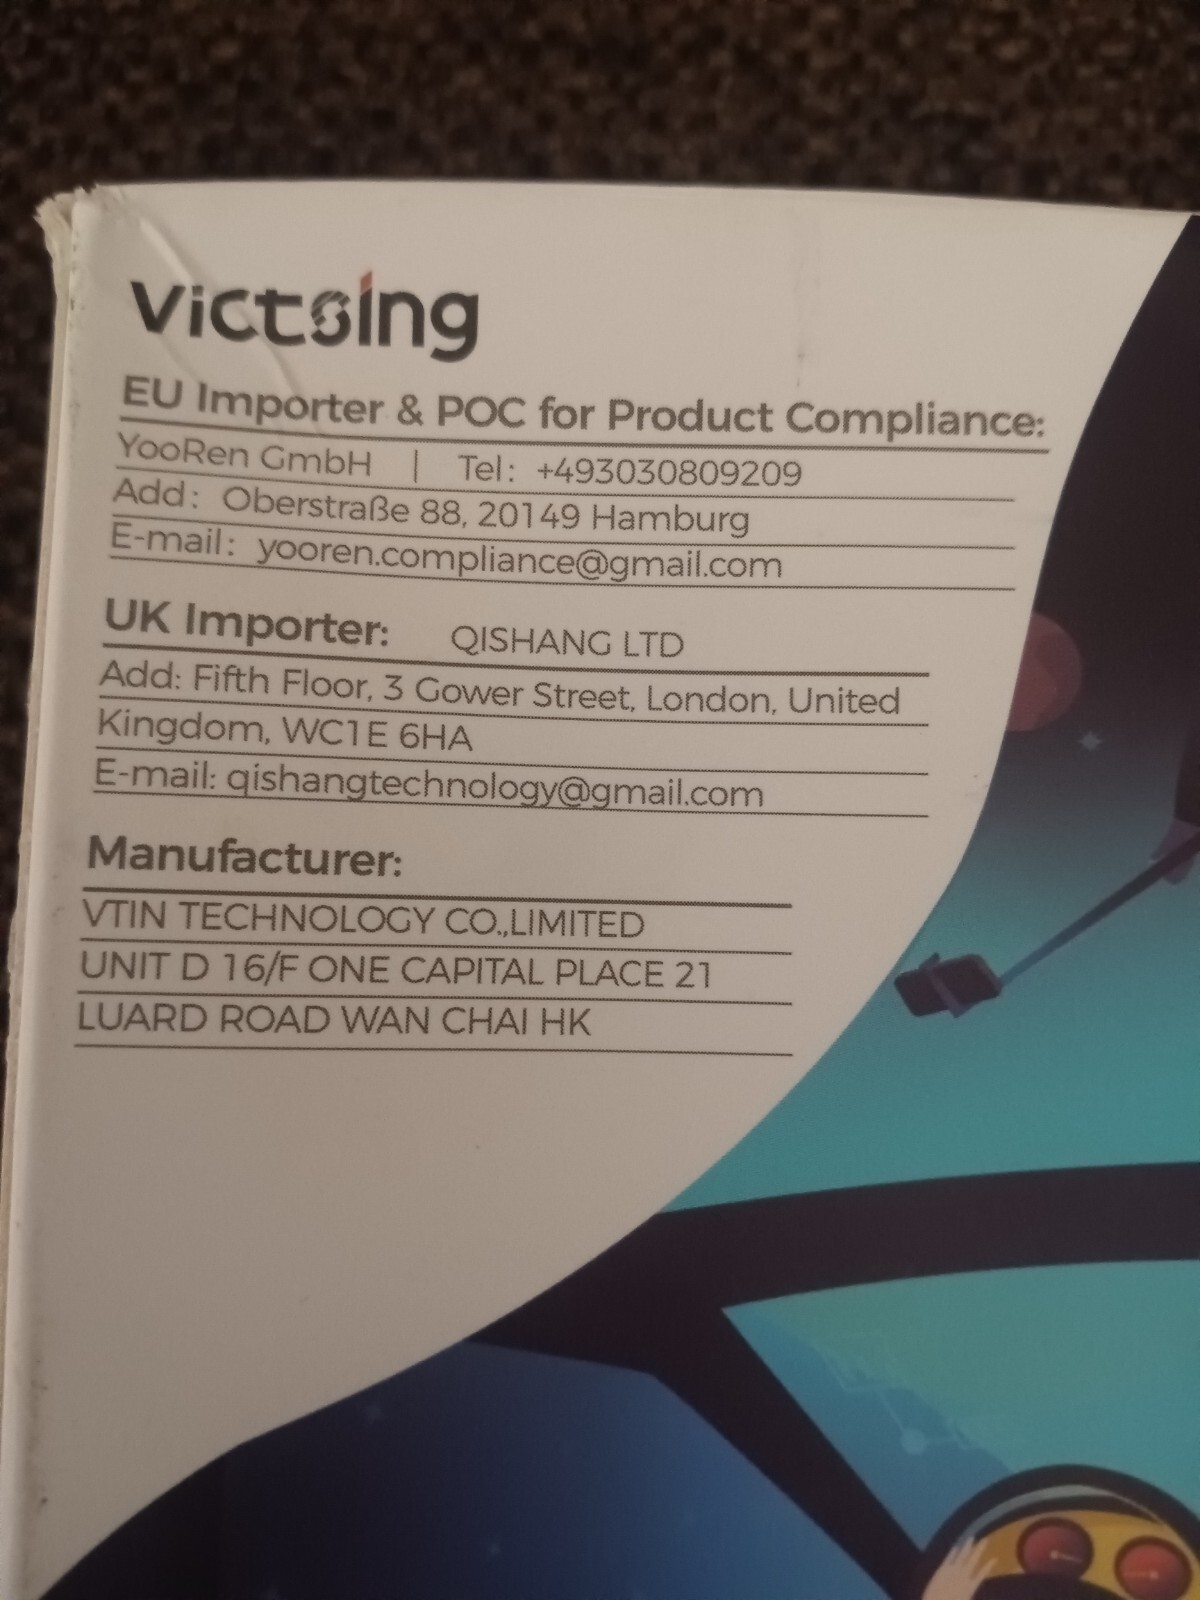 Victsing
EU Importer & POC for Product Compliance:
YooRen GmbH | Tel: +493030809209
Add: Oberstraße 88, 20149 Hamburg
E-mail: yooren.compliance@gmail.com
UK Importer: QISHANG LTD
Add: Fifth Floor, 3 Gower Street, London, United
Kingdom, WC1E 6HA
E-mail: qishangtechnology@gmail.com
Manufacturer:
VTIN TECHNOLOGY CO.,LIMITED
UNIT D 16/F ONE CAPITAL PLACE 21
LUARD ROAD WAN CHAI HK